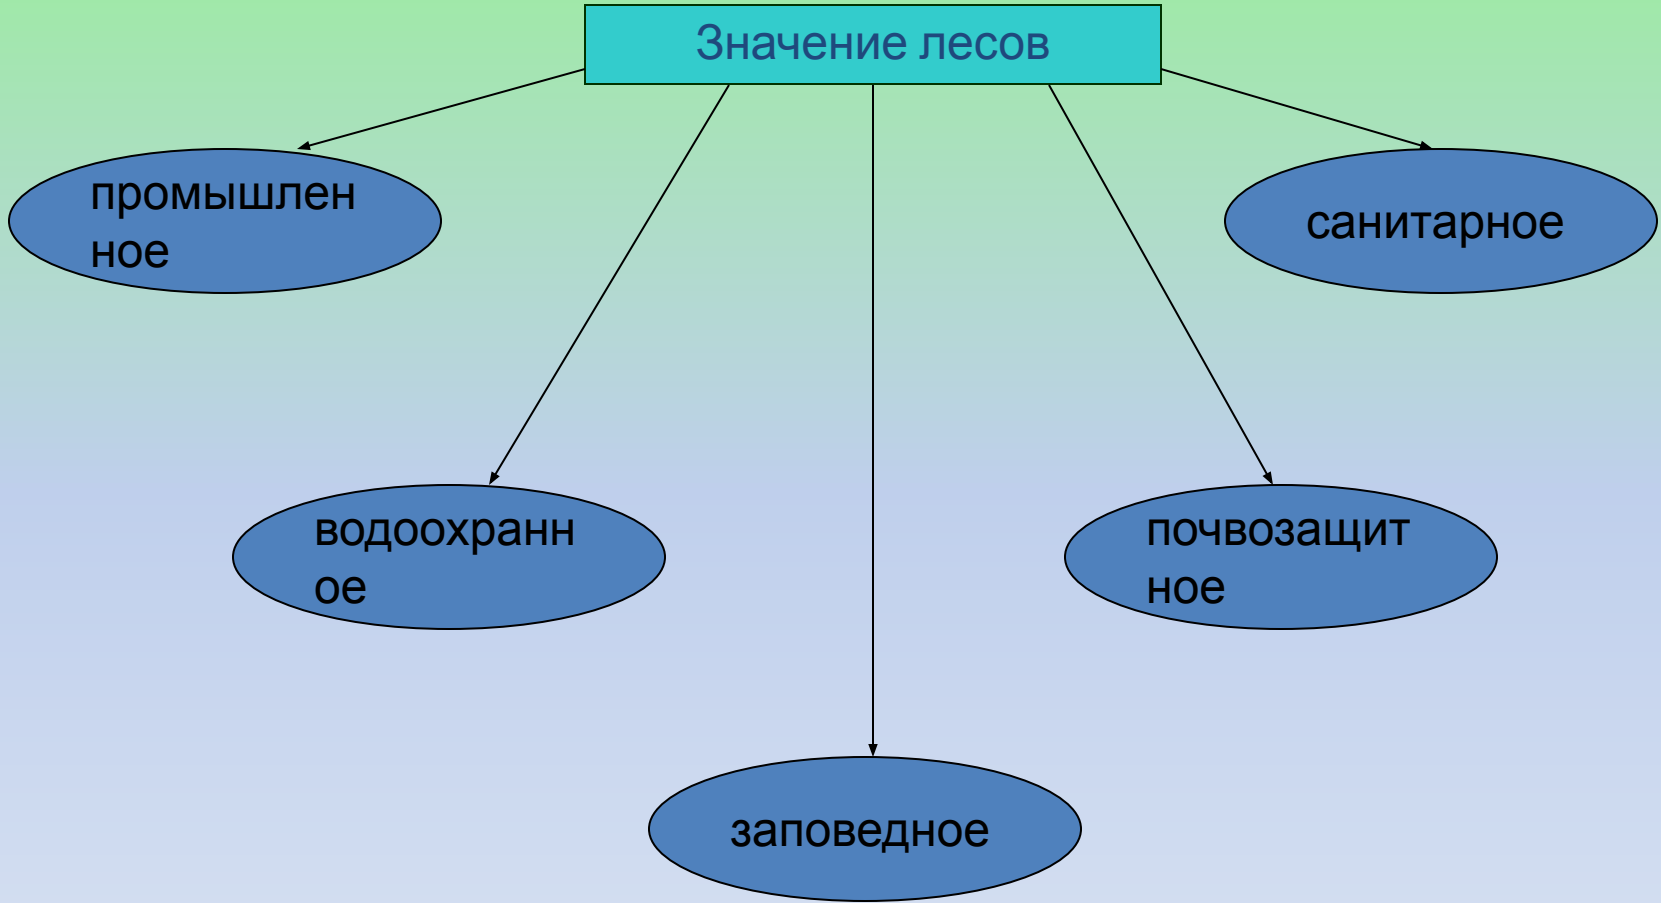 Значение лесов
промышлен
ное
санитарное
водоохранн
ое
почвозащит
ное
заповедное